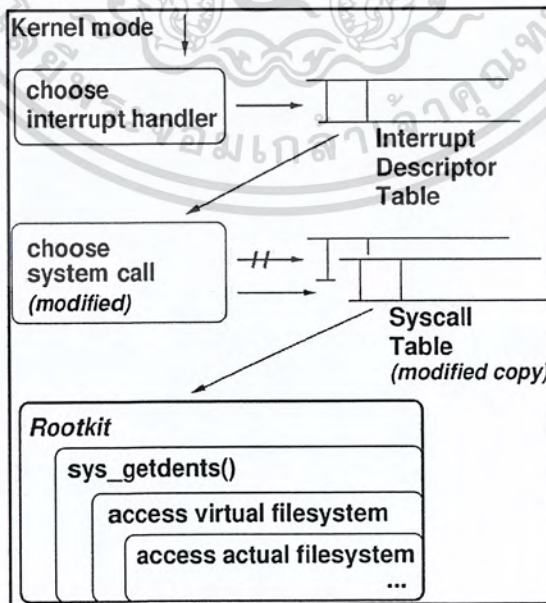 Kernel mode
choose
interrupt handler
Interrupt
Descriptor
Table
choose
system call
(modified)
Syscall
Table
(modified copy)
Rootkit
sys_getdents()
access virtual filesystem
access actual filesystem
...